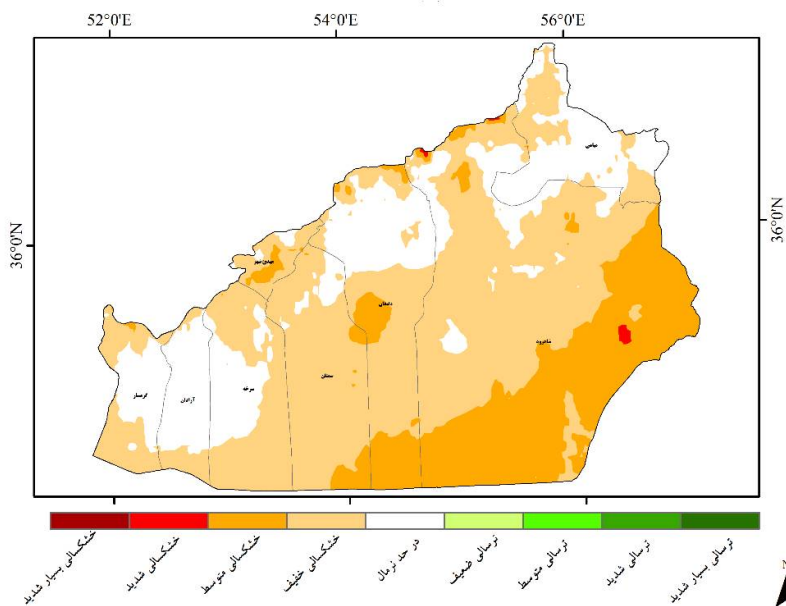 52°0'E 54°0'E 56°0'E
36°0'N
36°0'N
میامی
مهدی‌شهر
دامغان
شاهرود
سمنان
سرخه
آرادان
گرمسار
خشکسالی بسیار شدید
خشکسالی شدید
خشکسالی متوسط
خشکسالی خفیف
در حد نرمال
ترسالی ضعیف
ترسالی متوسط
ترسالی شدید
ترسالی بسیار شدید
N